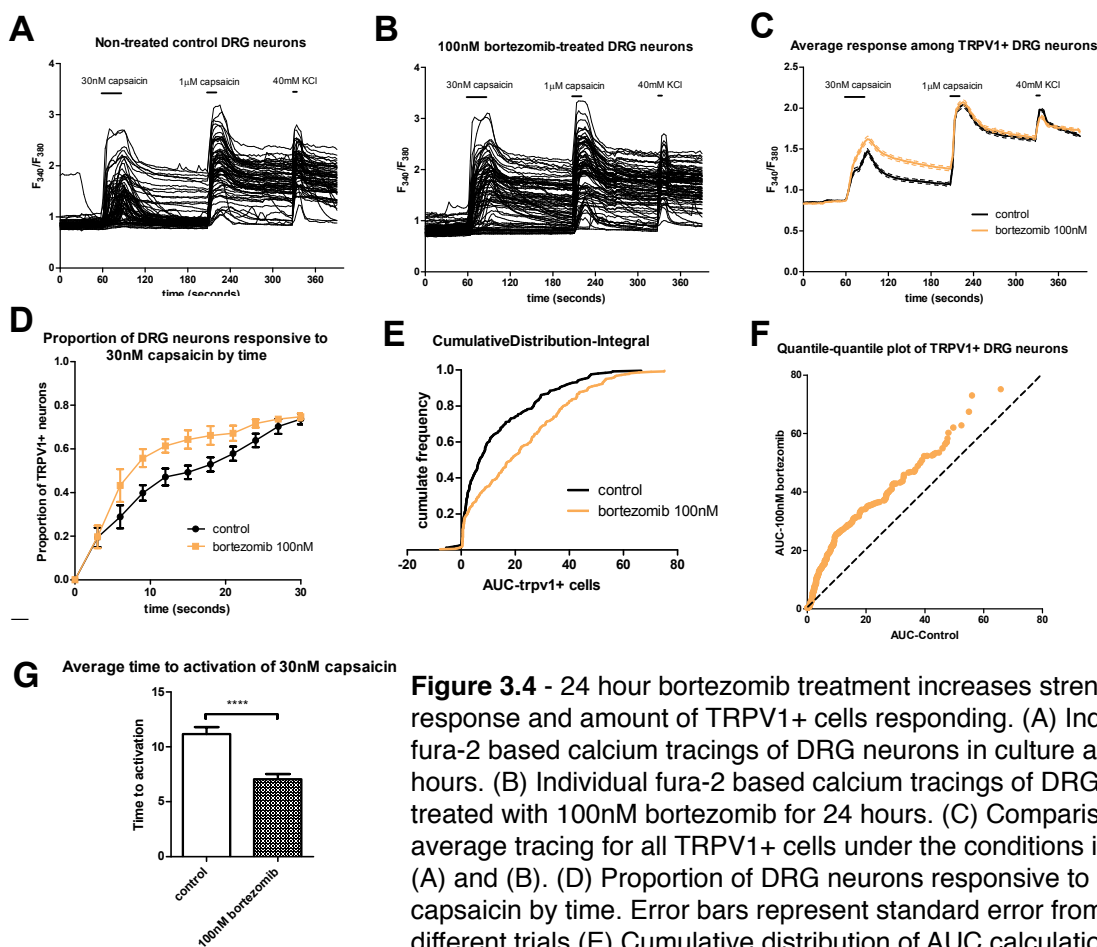 A
Non-treated control DRG neurons
30nM capsaicin
1μM capsaicin
40mM KCl
F340/F380
4
3
2
1
0
0 60 120 180 240 300 360
time (seconds)
B
100nM bortezomib-treated DRG neurons
30nM capsaicin
1μM capsaicin
40mM KCl
F340/F380
4
3
2
1
0
0 60 120 180 240 300 360
time (seconds)
C
Average response among TRPV1+ DRG neurons
30nM capsaicin
1μM capsaicin
40mM KCl
F340/F380
2.5
2.0
1.5
1.0
0.5
0.0
control
bortezomib 100nM
0 60 120 180 240 300 360
time (seconds)
D
Proportion of DRG neurons responsive to
30nM capsaicin by time
Proportion of TRPV1+ neurons
1.0
0.8
0.6
0.4
0.2
0.0
control
bortezomib 100nM
0 10 20 30
time (seconds)
E
CumulativeDistribution-Integral
cumulate frequency
1.0
0.8
0.6
0.4
0.2
control
bortezomib 100nM
-20 0 20 40 60 80
AUC-trpv1+ cells
F
Quantile-quantile plot of TRPV1+ DRG neurons
AUC-100nM bortezomib
80
60
40
20
0
0 20 40 60 80
AUC-Control
G
Average time to activation of 30nM capsaicin
Time to activation
15
10
5
0
****
control
100nM bortezomib
Figure 3.4 - 24 hour bortezomib treatment increases stren
response and amount of TRPV1+ cells responding. (A) Ind
fura-2 based calcium tracings of DRG neurons in culture a
hours. (B) Individual fura-2 based calcium tracings of DRG
treated with 100nM bortezomib for 24 hours. (C) Comparis
average tracing for all TRPV1+ cells under the conditions i
(A) and (B). (D) Proportion of DRG neurons responsive to
capsaicin by time. Error bars represent standard error from
different trials (E) Cumulative distribution of AUC calculatio